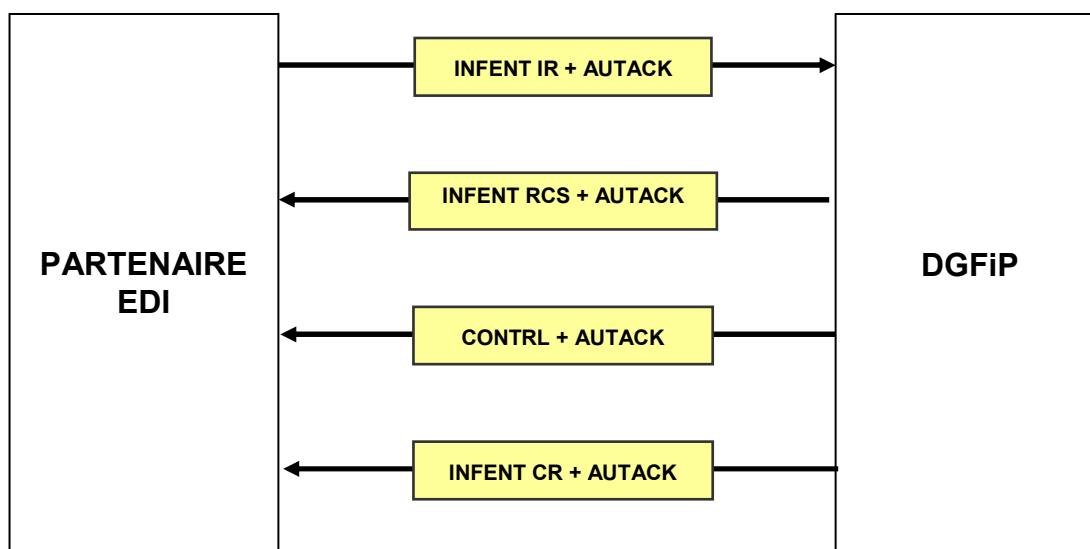 INFENT IR + AUTACK
INFENT RCS + AUTACK
PARTENAIRE
EDI
DGFiP
CONTRL + AUTACK
INFENT CR + AUTACK